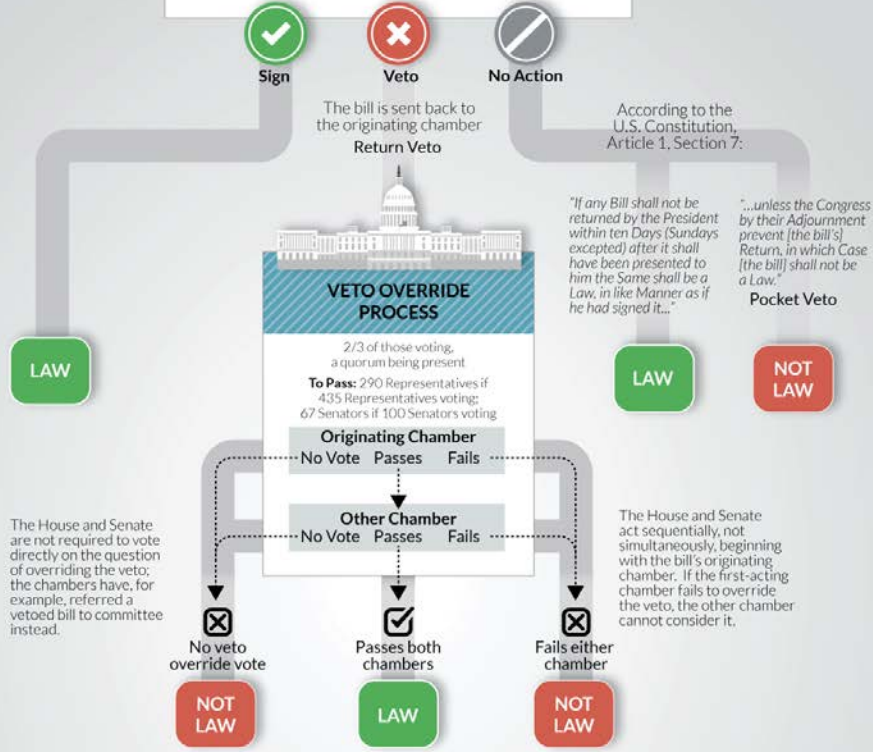 Sign
Veto
No Action
The bill is sent back to
the originating chamber
Return Veto
According to the
U.S. Constitution,
Article 1, Section 7:
"If any Bill shall not be
returned by the President
within ten Days (Sundays
excepted) after it shall
have been presented to
him the Same shall be a
Law, in like Manner as if
he had signed it..."
"...unless the Congress
by their Adjournment
prevent [the bill's]
Return, in which Case
[the bill] shall not be
a Law."
Pocket Veto
VETO OVERRIDE
PROCESS
2/3 of those voting,
a quorum being present
To Pass: 290 Representatives if
435 Representatives voting;
67 Senators if 100 Senators voting
LAW
LAW
NOT
LAW
Originating Chamber
No Vote Passes Fails
Other Chamber
No Vote Passes Fails
The House and Senate
are not required to vote
directly on the question
of overriding the veto;
the chambers have, for
example, referred a
vetoed bill to committee
instead.
The House and Senate
act sequentially, not
simultaneously, beginning
with the bill's originating
chamber. If the first-acting
chamber fails to override
the veto, the other chamber
cannot consider it.
No veto
override vote
Passes both
chambers
Fails either
chamber
NOT
LAW
LAW
NOT
LAW